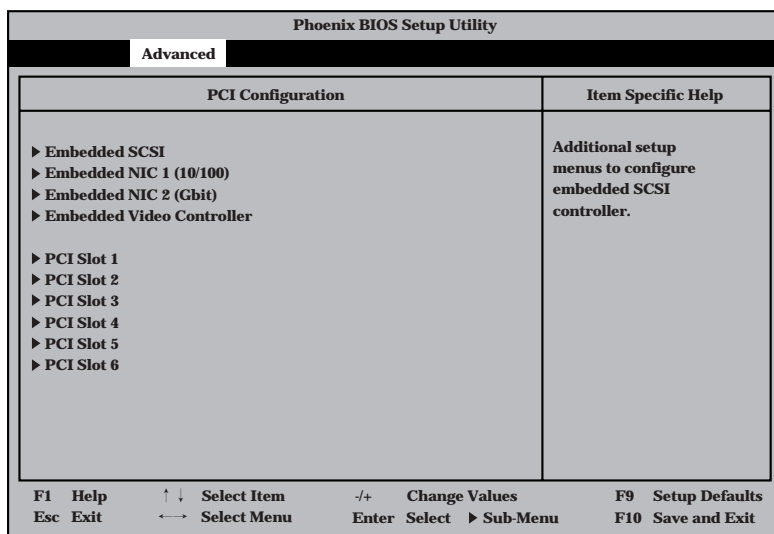 Phoenix BIOS Setup Utility
Advanced
PCI Configuration
Item Specific Help
▶ Embedded SCSI
▶ Embedded NIC 1 (10/100)
▶ Embedded NIC 2 (Gbit)
▶ Embedded Video Controller
▶ PCI Slot 1
▶ PCI Slot 2
▶ PCI Slot 3
▶ PCI Slot 4
▶ PCI Slot 5
▶ PCI Slot 6
Additional setup
menus to configure
embedded SCSI
controller.
F1 Help ↑↓ Select Item -/+ Change Values F9 Setup Defaults
Esc Exit ←→ Select Menu Enter Select ▶ Sub-Menu F10 Save and Exit